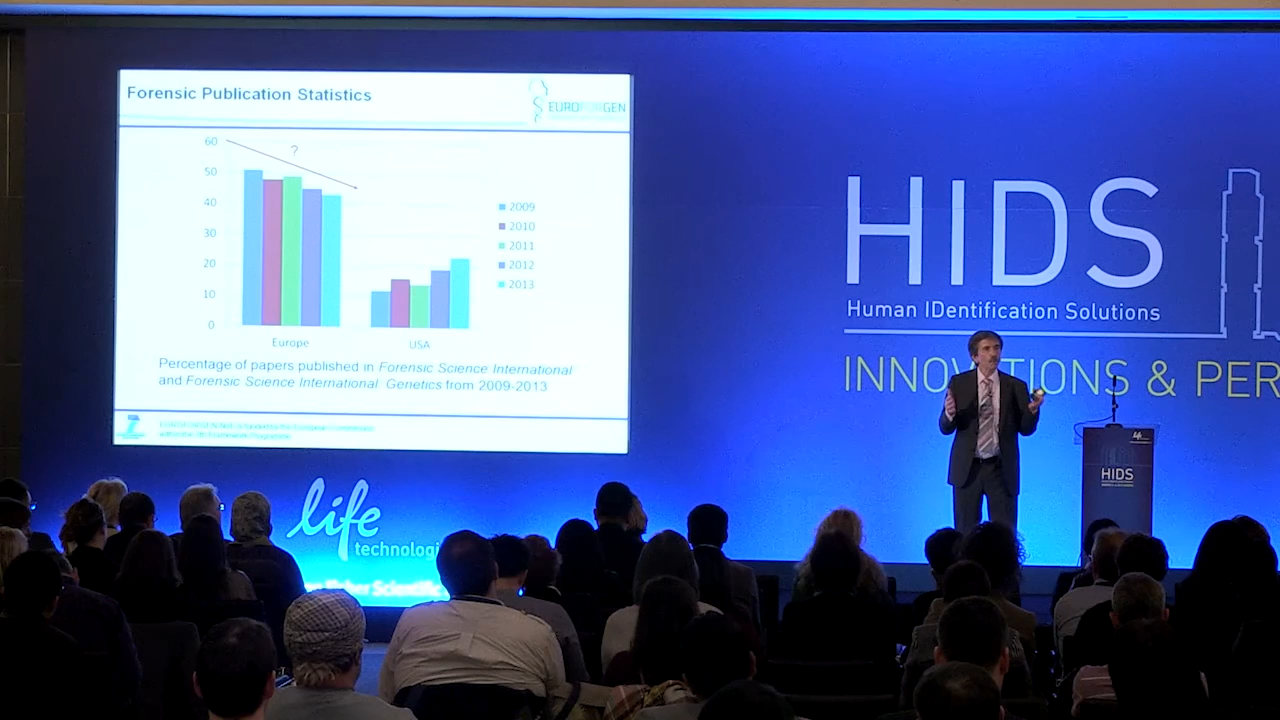 Forensic Publication Statistics
EUROFORGEN
60
?
50
40
30
20
10
0
2009
2010
2011
2012
2013
Europe
USA
Percentage of papers published in Forensic Science International
and Forensic Science International Genetics from 2009-2013
HIDS
Human IDentification Solutions
INNOVATIONS & PER
HIDS
life
technologi
Scientific